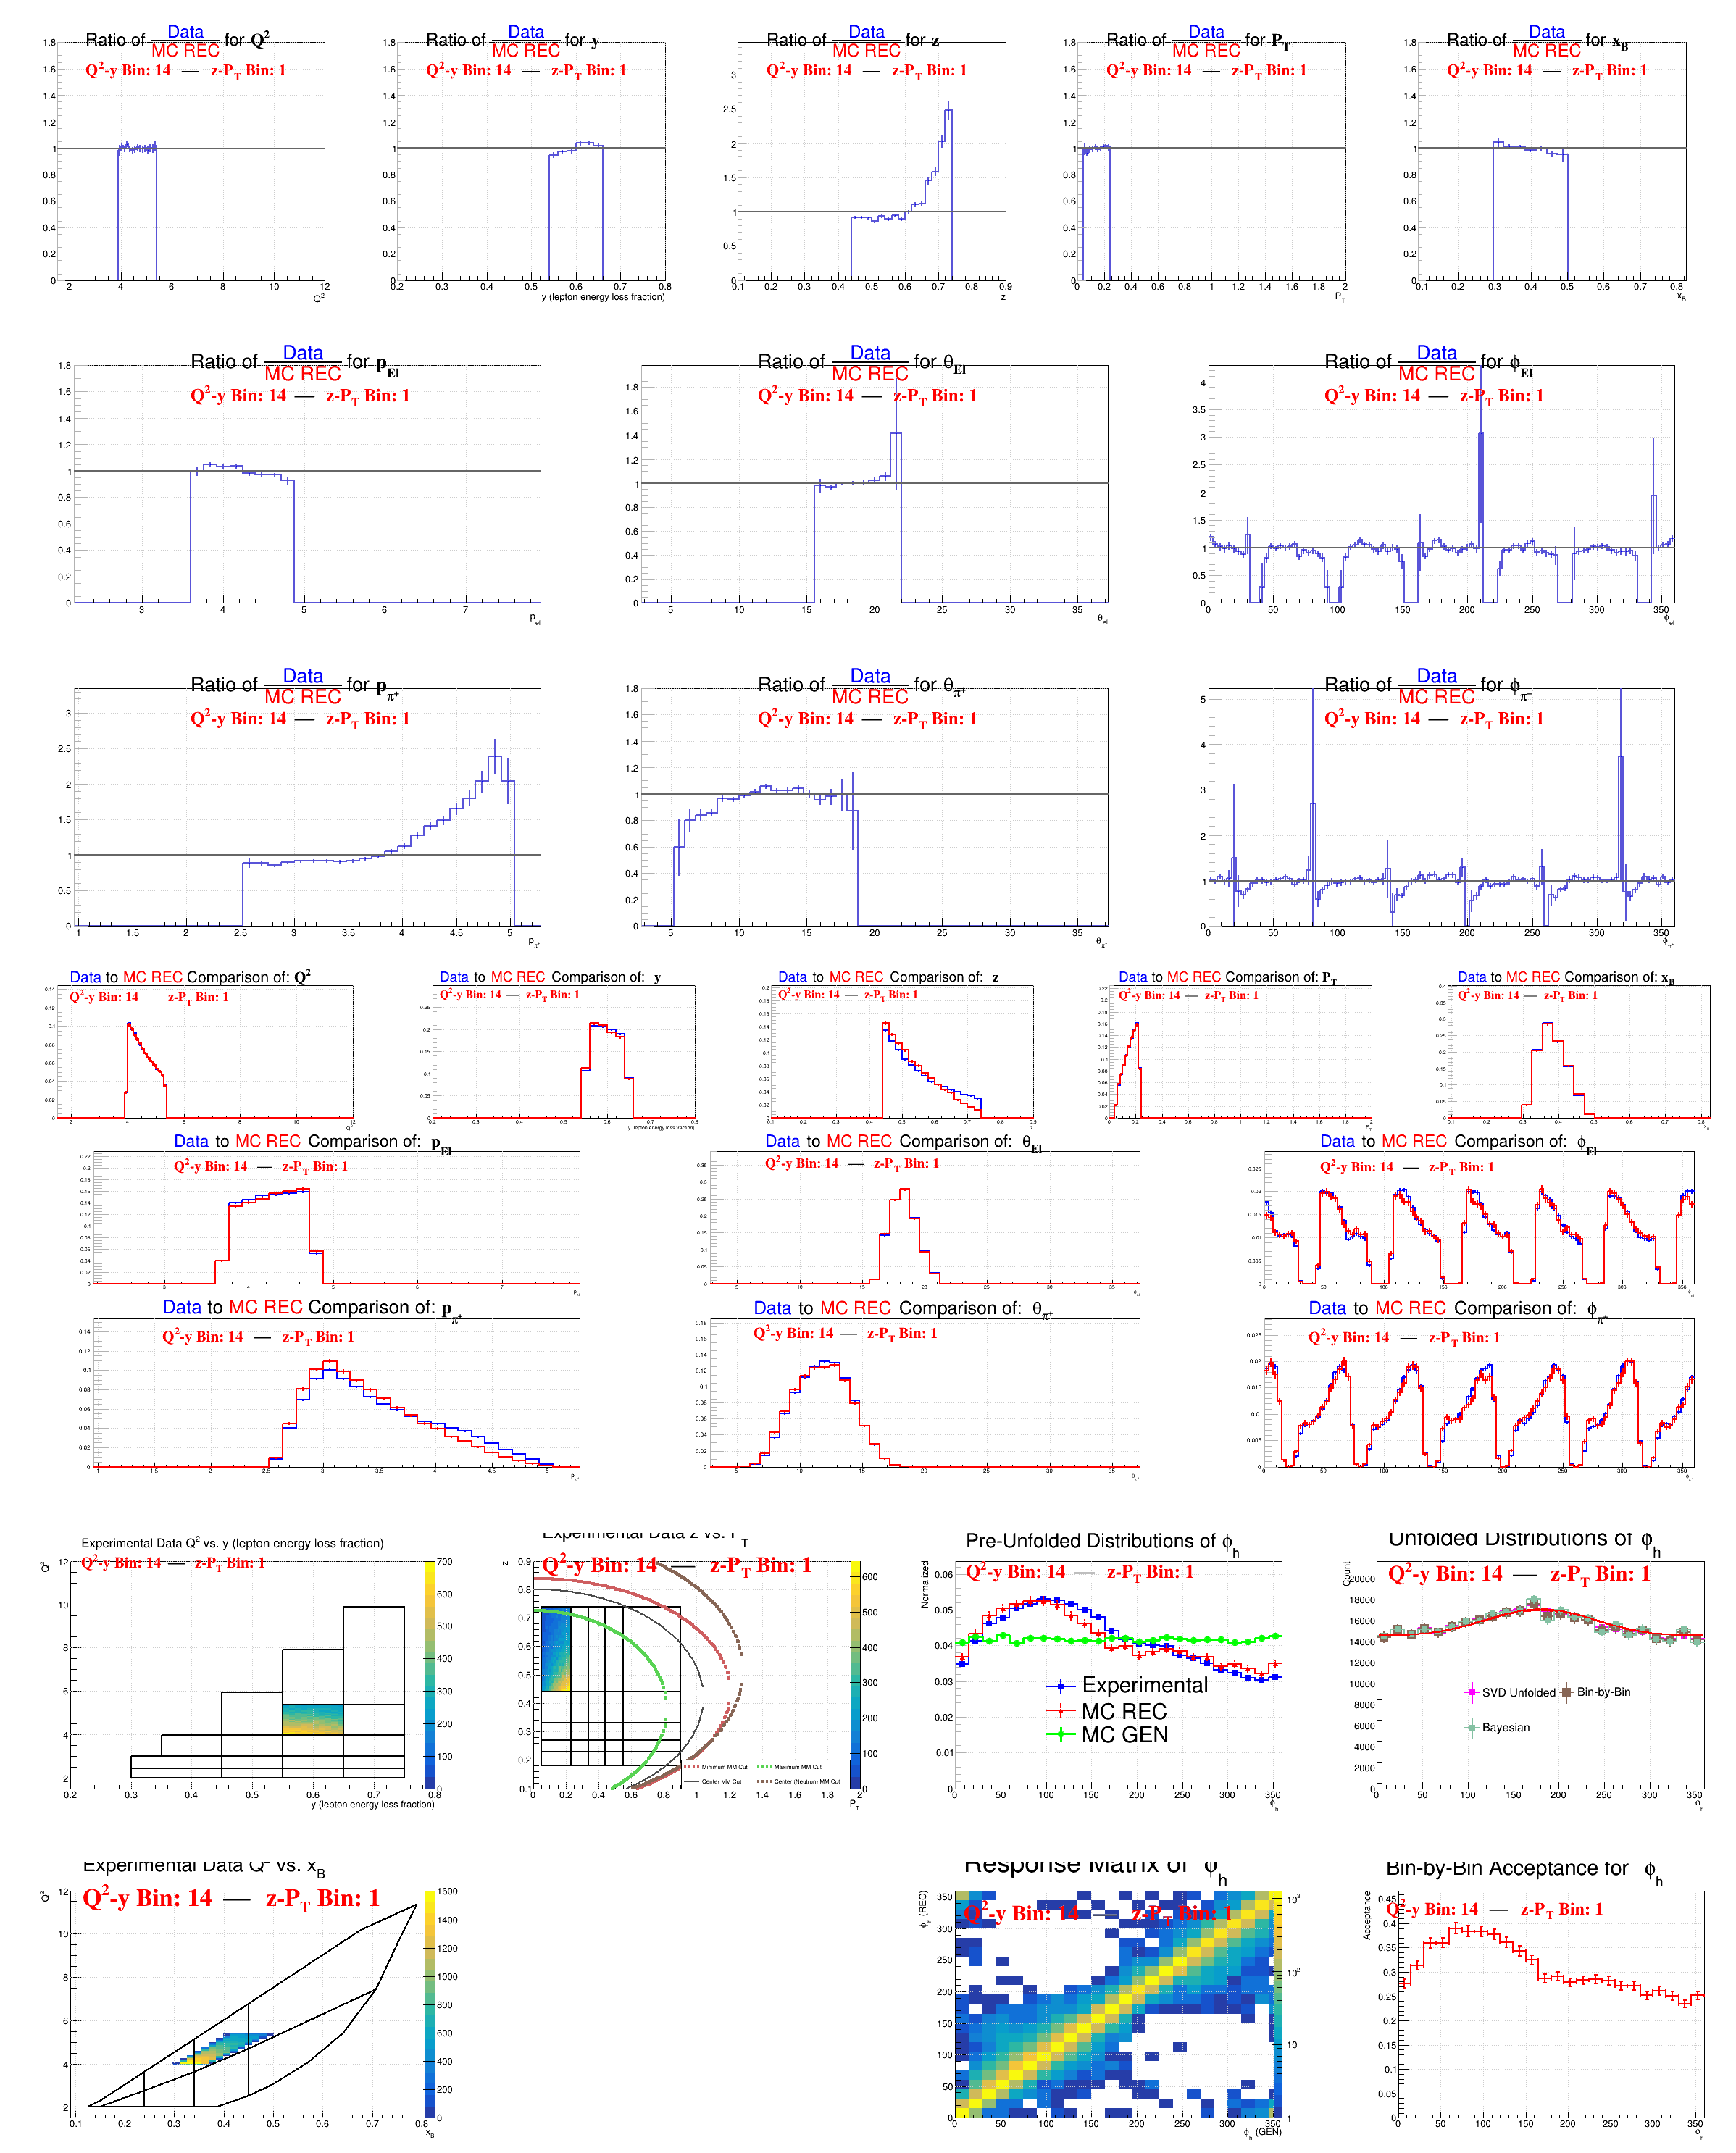 Ratio of Data/MC REC for Q²
Q²-y Bin: 14 — z-P_T Bin: 1
Q²
Ratio of Data/MC REC for y
Q²-y Bin: 14 — z-P_T Bin: 1
y (lepton energy loss fraction)
Ratio of Data/MC REC for z
Q²-y Bin: 14 — z-P_T Bin: 1
z
Ratio of Data/MC REC for P_T
Q²-y Bin: 14 — z-P_T Bin: 1
P_T
Ratio of Data/MC REC for x_B
Q²-y Bin: 14 — z-P_T Bin: 1
x_B
Ratio of Data/MC REC for p_El
Q²-y Bin: 14 — z-P_T Bin: 1
p_el
Ratio of Data/MC REC for θ_El
Q²-y Bin: 14 — z-P_T Bin: 1
θ_el
Ratio of Data/MC REC for ϕ_El
Q²-y Bin: 14 — z-P_T Bin: 1
ϕ_el
Ratio of Data/MC REC for p_π⁺
Q²-y Bin: 14 — z-P_T Bin: 1
p_π⁺
Ratio of Data/MC REC for θ_π⁺
Q²-y Bin: 14 — z-P_T Bin: 1
θ_π⁺
Ratio of Data/MC REC for ϕ_π⁺
Q²-y Bin: 14 — z-P_T Bin: 1
ϕ_π⁺
Data to MC REC Comparison of: Q²
Q²-y Bin: 14 — z-P_T Bin: 1
Data to MC REC Comparison of: y
Q²-y Bin: 14 — z-P_T Bin: 1
y (lepton energy loss fraction)
Data to MC REC Comparison of: z
Q²-y Bin: 14 — z-P_T Bin: 1
Data to MC REC Comparison of: P_T
Q²-y Bin: 14 — z-P_T Bin: 1
Data to MC REC Comparison of: x_B
Q²-y Bin: 14 — z-P_T Bin: 1
Data to MC REC Comparison of: p_El
Q²-y Bin: 14 — z-P_T Bin: 1
Data to MC REC Comparison of: θ_El
Q²-y Bin: 14 — z-P_T Bin: 1
Data to MC REC Comparison of: ϕ_El
Q²-y Bin: 14 — z-P_T Bin: 1
Data to MC REC Comparison of: p_π⁺
Q²-y Bin: 14 — z-P_T Bin: 1
Data to MC REC Comparison of: θ_π⁺
Q²-y Bin: 14 — z-P_T Bin: 1
Data to MC REC Comparison of: ϕ_π⁺
Q²-y Bin: 14 — z-P_T Bin: 1
Experimental Data Q² vs. y (lepton energy loss fraction)
Q²-y Bin: 14 — z-P_T Bin: 1
Q²
y (lepton energy loss fraction)
Experimental Data z vs. P_T
Q²-y Bin: 14 — z-P_T Bin: 1
z
Minimum MM Cut
Maximum MM Cut
Center MM Cut
Center (Neutron) MM Cut
P_T
Pre-Unfolded Distributions of ϕ_h
Q²-y Bin: 14 — z-P_T Bin: 1
Normalized
Experimental
MC REC
MC GEN
ϕ_h
Unfolded Distributions of ϕ_h
Q²-y Bin: 14 — z-P_T Bin: 1
Count
SVD Unfolded
Bin-by-Bin
Bayesian
ϕ_h
Experimental Data Q² vs. x_B
Q²-y Bin: 14 — z-P_T Bin: 1
Q²
x_B
Response Matrix of ϕ_h
Q²-y Bin: 14 — z-P_T Bin: 1
ϕ_h (REC)
ϕ_h (GEN)
Bin-by-Bin Acceptance for ϕ_h
Q²-y Bin: 14 — z-P_T Bin: 1
Acceptance
ϕ_h